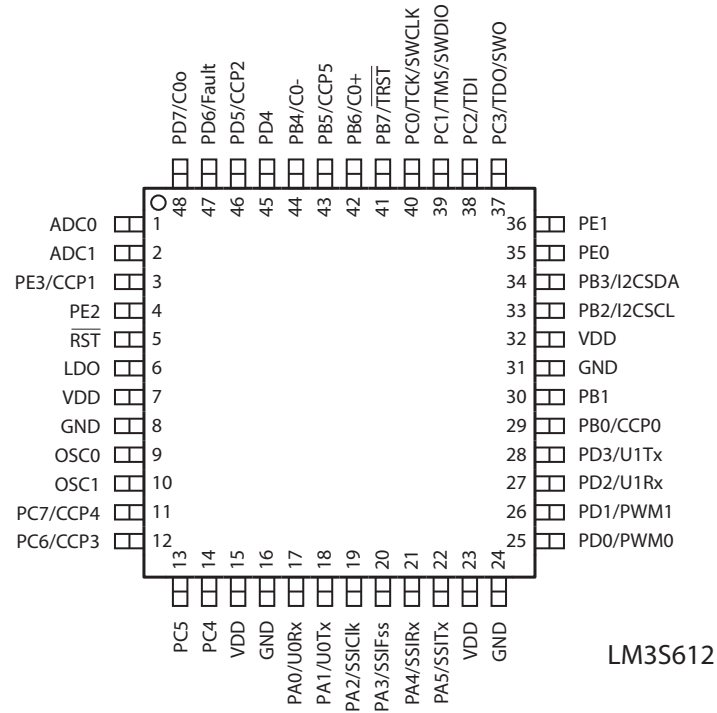 PD7/C0o
PD6/Fault
PD5/CCP2
PD4
PB4/C0-
PB5/CCP5
PB6/C0+
PB7/TRST
PC0/TCK/SWCLK
PC1/TMS/SWDIO
PC2/TDI
PC3/TDO/SWO
48
47
46
45
44
43
42
41
40
39
38
37
ADC0 1
ADC1 2
PE3/CCP1 3
PE2 4
RST 5
LDO 6
VDD 7
GND 8
OSC0 9
OSC1 10
PC7/CCP4 11
PC6/CCP3 12
36 PE1
35 PE0
34 PB3/I2CSDA
33 PB2/I2CSCL
32 VDD
31 GND
30 PB1
29 PB0/CCP0
28 PD3/U1Tx
27 PD2/U1Rx
26 PD1/PWM1
25 PD0/PWM0
13
14
15
16
17
18
19
20
21
22
23
24
PC5
PC4
VDD
GND
PA0/U0Rx
PA1/U0Tx
PA2/SSIClk
PA3/SSIFss
PA4/SSIRx
PA5/SSITx
VDD
GND
LM3S612